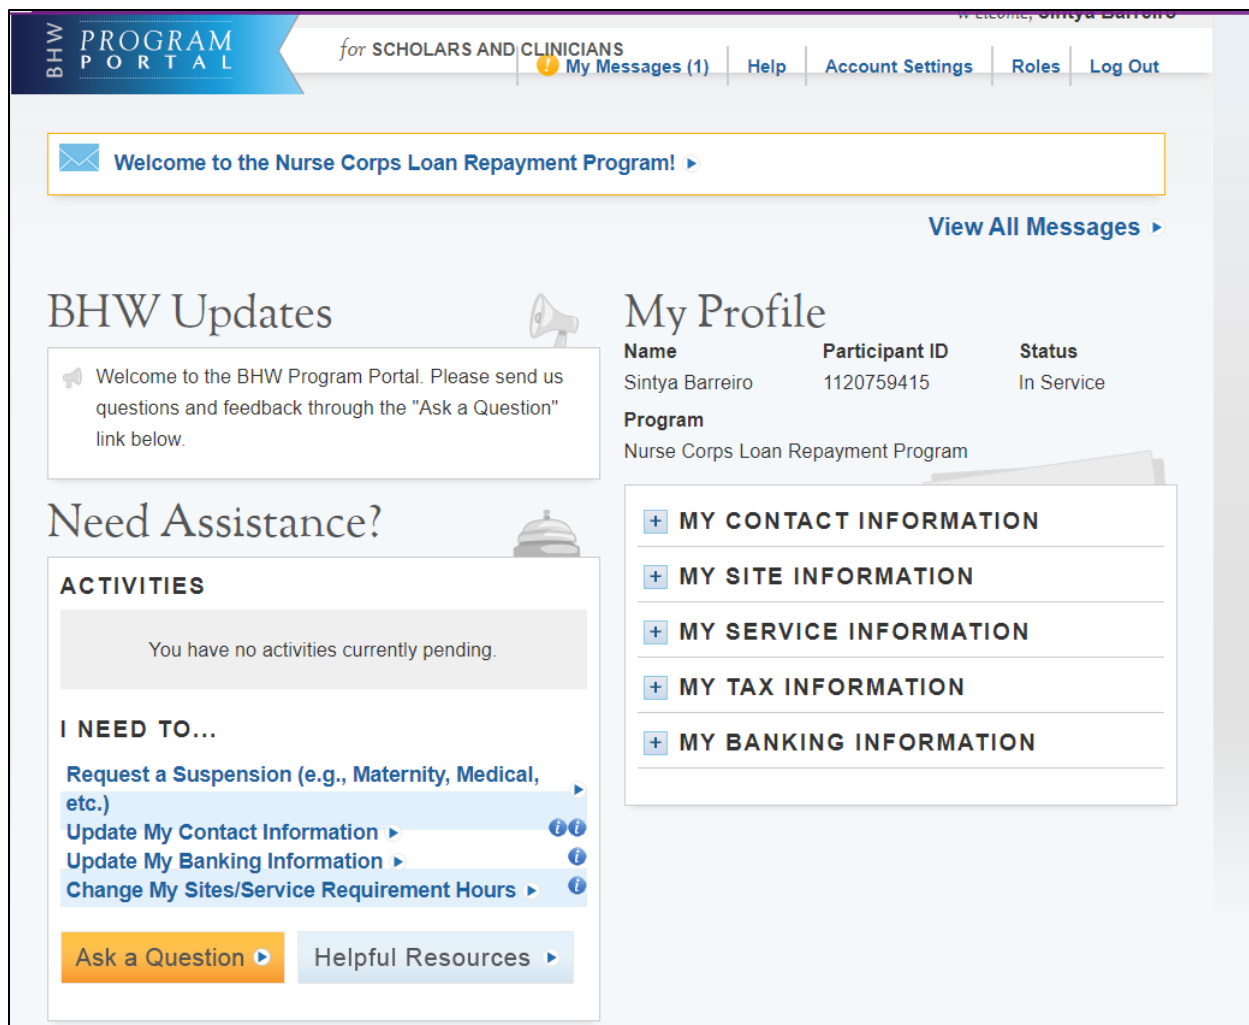 Welcome, Sintya Barreiro
BHW
PROGRAM
PORTAL
for SCHOLARS AND CLINICIANS
! My Messages (1) Help Account Settings Roles Log Out
Welcome to the Nurse Corps Loan Repayment Program!
View All Messages
BHW Updates
Welcome to the BHW Program Portal. Please send us
questions and feedback through the "Ask a Question"
link below.
Need Assistance?
ACTIVITIES
You have no activities currently pending.
I NEED TO...
Request a Suspension (e.g., Maternity, Medical,
etc.)
Update My Contact Information i i
Update My Banking Information i
Change My Sites/Service Requirement Hours i
Ask a Question Helpful Resources
My Profile
Name Participant ID Status
Sintya Barreiro 1120759415 In Service
Program
Nurse Corps Loan Repayment Program
+ MY CONTACT INFORMATION
+ MY SITE INFORMATION
+ MY SERVICE INFORMATION
+ MY TAX INFORMATION
+ MY BANKING INFORMATION